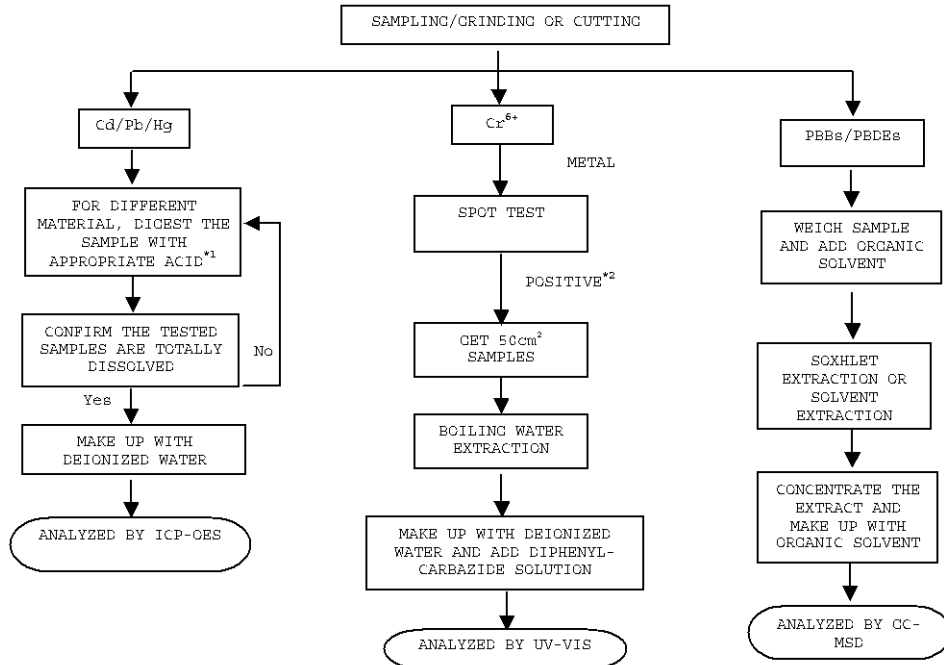 SAMPLING/GRINDING OR CUTTING
Cd/Pb/Hg
FOR DIFFERENT
MATERIAL, DIGEST THE
SAMPLE WITH
APPROPRIATE ACID*1
CONFIRM THE TESTED
SAMPLES ARE TOTALLY
DISSOLVED
No
Yes
MAKE UP WITH
DEIONIZED WATER
ANALYZED BY ICP-OES
Cr6+
METAL
SPOT TEST
POSITIVE*2
GET 50cm2
SAMPLES
BOILING WATER
EXTRACTION
MAKE UP WITH DEIONIZED
WATER AND ADD DIPHENYL-
CARBAZIDE SOLUTION
ANALYZED BY UV-VIS
PBBs/PBDEs
WEIGH SAMPLE
AND ADD ORGANIC
SOLVENT
SOXHLET
EXTRACTION OR
SOLVENT
EXTRACTION
CONCENTRATE THE
EXTRACT AND
MAKE UP WITH
ORGANIC SOLVENT
ANALYZED BY GC-
MSD